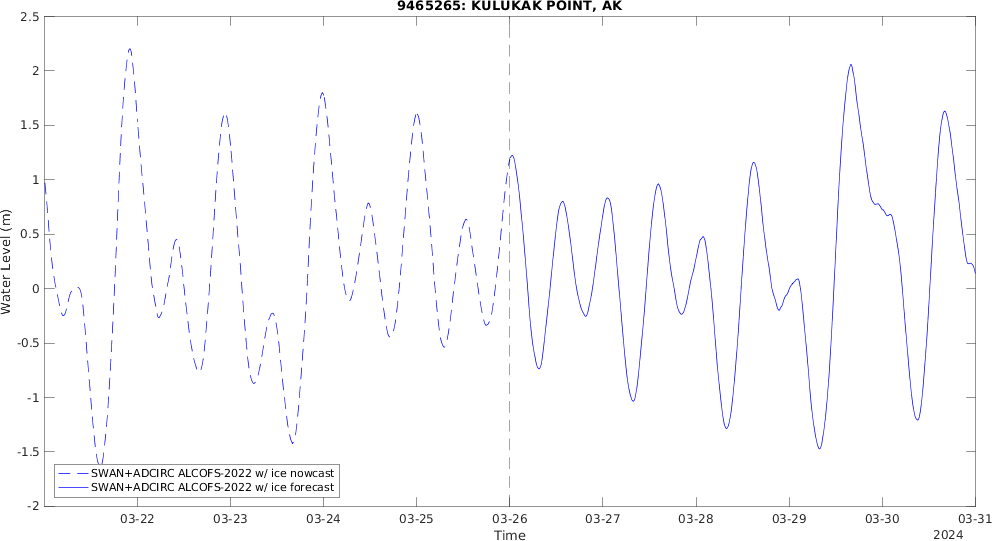 9465265: KULUKAK POINT, AK
2.5
2
1.5
1
0.5
0
-0.5
-1
-1.5
-2
Water Level (m)
SWAN+ADCIRC ALCOFS-2022 w/ ice nowcast
SWAN+ADCIRC ALCOFS-2022 w/ ice forecast
03-22 03-23 03-24 03-25 03-26 03-27 03-28 03-29 03-30 03-31
Time
2024